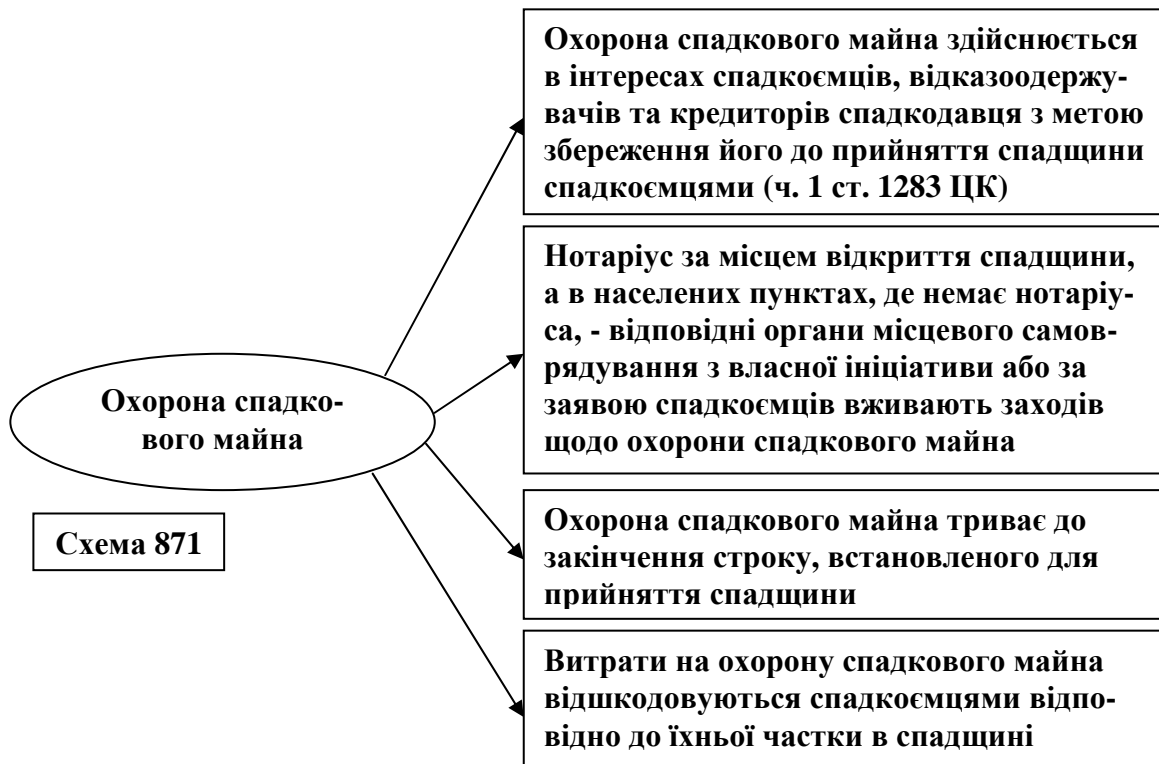 Охорона спадкового майна здійснюється
в інтересах спадкоємців, відказоодержу-
вачів та кредиторів спадкодавця з метою
збереження його до прийняття спадщини
спадкоємцями (ч. 1 ст. 1283 ЦК)
Нотаріус за місцем відкриття спадщини,
а в населених пунктах, де немає нотаріу-
са, - відповідні органи місцевого самов-
рядування з власної ініціативи або за
заявою спадкоємців вживають заходів
щодо охорони спадкового майна
Охорона спадко-
вого майна
Схема 871
Охорона спадкового майна триває до
закінчення строку, встановленого для
прийняття спадщини
Витрати на охорону спадкового майна
відшкодовуються спадкоємцями відпо-
відно до їхньої частки в спадщині